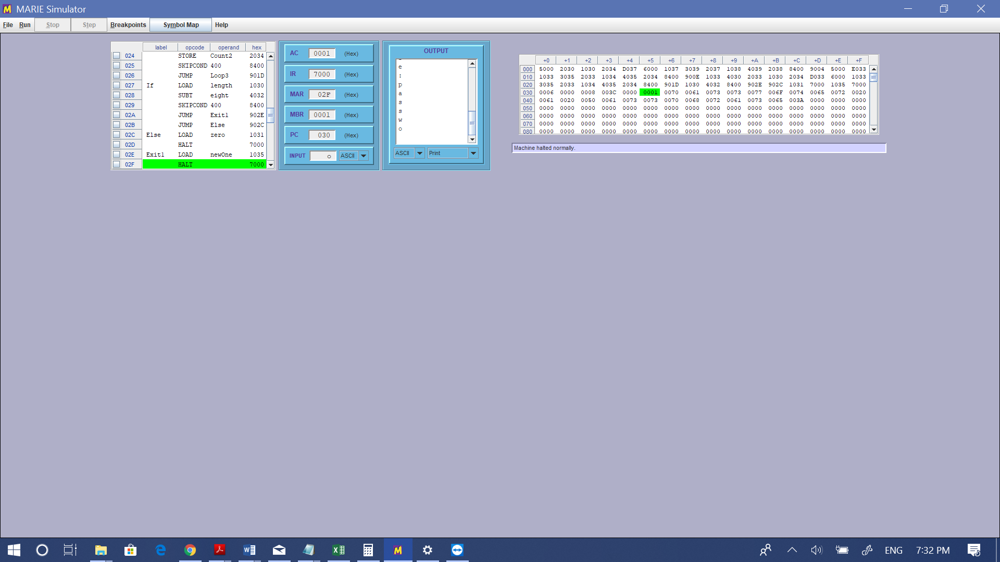 MARIE Simulator
File Run Stop Step Breakpoints Symbol Map Help
label opcode operand hex
024 STORE Count2 2034
025 SKIPCOND 400 8400
026 JUMP Loop3 901D
027 If LOAD length 1030
028 SUBT eight 4032
029 SKIPCOND 400 8400
02A JUMP Exit1 902E
02B JUMP Else 902C
02C Else LOAD zero 1031
02D HALT 7000
02E Exit1 LOAD newOne 1035
02F HALT 7000
AC 0001 (Hex)
IR 7000 (Hex)
MAR 02F (Hex)
MBR 0001 (Hex)
PC 030 (Hex)
INPUT o ASCII
OUTPUT
e
:
p
a
s
s
w
o
ASCII Print
+0 +1 +2 +3 +4 +5 +6 +7 +8 +9 +A +B +C +D +E +F
000 5000 2030 1030 2034 D037 6000 1037 3039 2037 1038 4039 2038 8400 9004 5000 E033
010 1033 3035 2033 1034 4035 2034 8400 900E 1033 4030 2033 1030 2034 D033 6000 1033
020 3035 2033 1034 4035 2034 8400 901D 1030 4032 8400 902E 902C 1031 7000 1035 7000
030 0006 0000 0008 003C 0000 0001 0070 0061 0073 0073 0077 006F 0074 0065 0072 0020
040 0061 0020 0050 0061 0073 0073 0070 0068 0072 0061 0073 0065 003A 0000 0000 0000
050 0000 0000 0000 0000 0000 0000 0000 0000 0000 0000 0000 0000 0000 0000 0000 0000
060 0000 0000 0000 0000 0000 0000 0000 0000 0000 0000 0000 0000 0000 0000 0000 0000
070 0000 0000 0000 0000 0000 0000 0000 0000 0000 0000 0000 0000 0000 0000 0000 0000
080 0000 0000 0000 0000 0000 0000 0000 0000 0000 0000 0000 0000 0000 0000 0000 0000
Machine halted normally.
ENG 7:32 PM